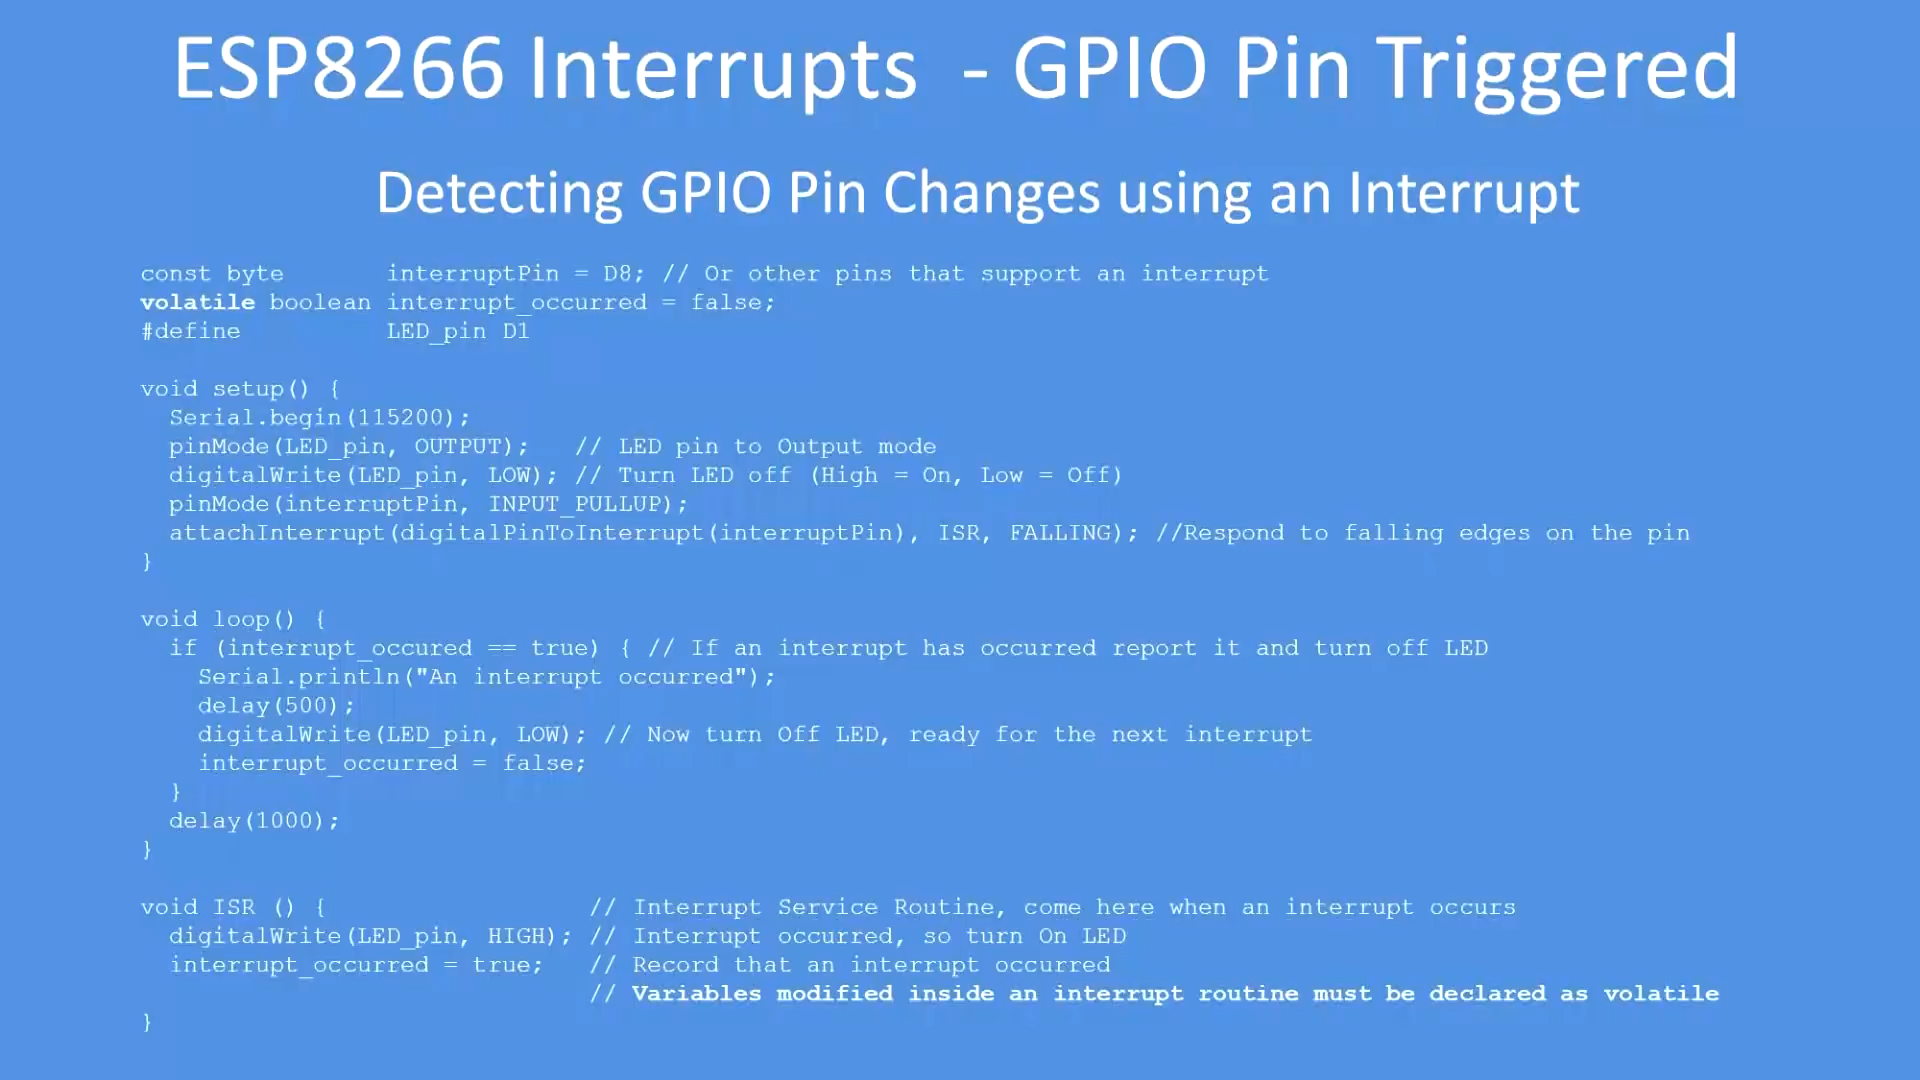 ESP8266 Interrupts  - GPIO Pin Triggered
Detecting GPIO Pin Changes using an Interrupt
const byte       interruptPin = D8; // Or other pins that support an interrupt
volatile boolean interrupt_occurred = false;
#define          LED_pin D1
void setup() {
  Serial.begin(115200);
  pinMode(LED_pin, OUTPUT);   // LED pin to Output mode
  digitalWrite(LED_pin, LOW); // Turn LED off (High = On, Low = Off)
  pinMode(interruptPin, INPUT_PULLUP);
  attachInterrupt(digitalPinToInterrupt(interruptPin), ISR, FALLING); //Respond to falling edges on the pin
}
void loop() {
  if (interrupt_occured == true) { // If an interrupt has occurred report it and turn off LED
    Serial.println("An interrupt occurred");
    delay(500);
    digitalWrite(LED_pin, LOW); // Now turn Off LED, ready for the next interrupt
    interrupt_occurred = false;
  }
  delay(1000);
}
void ISR () {                  // Interrupt Service Routine, come here when an interrupt occurs
  digitalWrite(LED_pin, HIGH); // Interrupt occurred, so turn On LED
  interrupt_occurred = true;   // Record that an interrupt occurred
                               // Variables modified inside an interrupt routine must be declared as volatile
}